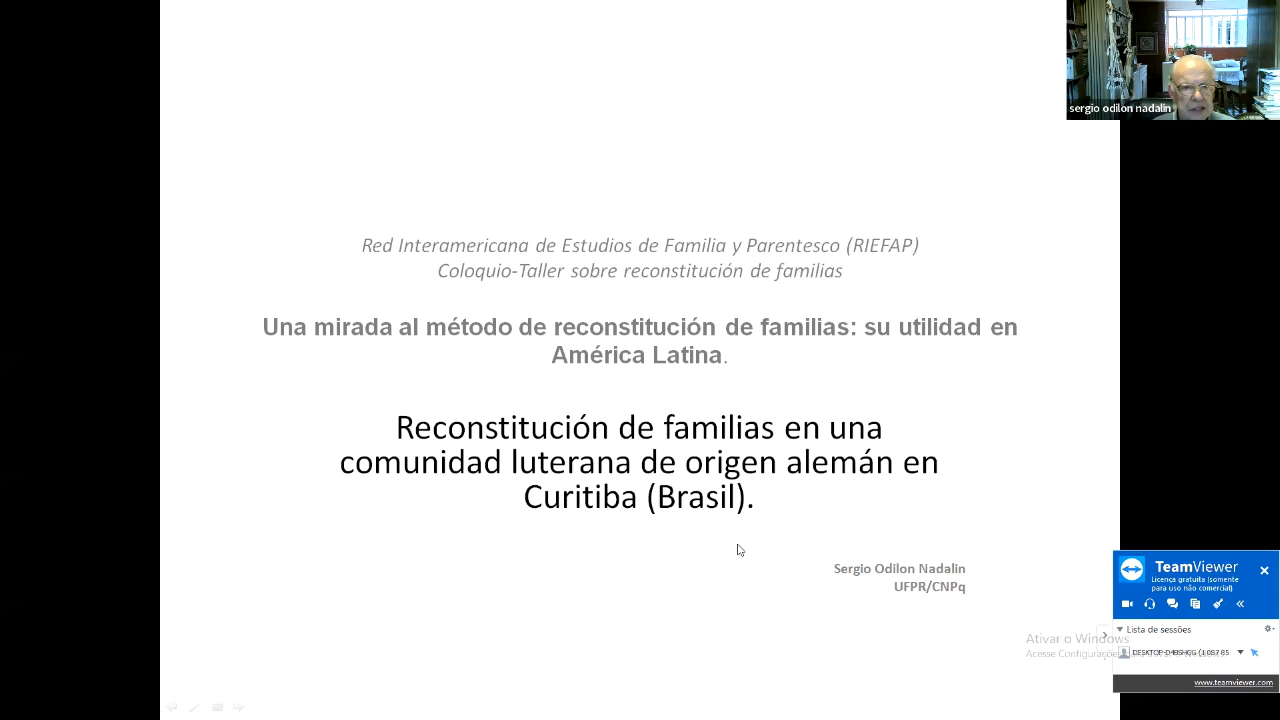 sergio odilon nadalin
Red Interamericana de Estudios de Familia y Parentesco (RIEFAP)
Coloquio-Taller sobre reconstitución de familias
Una mirada al método de reconstitución de familias: su utilidad en
América Latina.
Reconstitución de familias en una
comunidad luterana de origen alemán en
Curitiba (Brasil).
Sergio Odilon Nadalin
UFPR/CNPq
Ativar o Windows
Acesse Configurações
TeamViewer
Licença gratuita (somente
para uso não comercial)
Lista de sessões
www.teamviewer.com